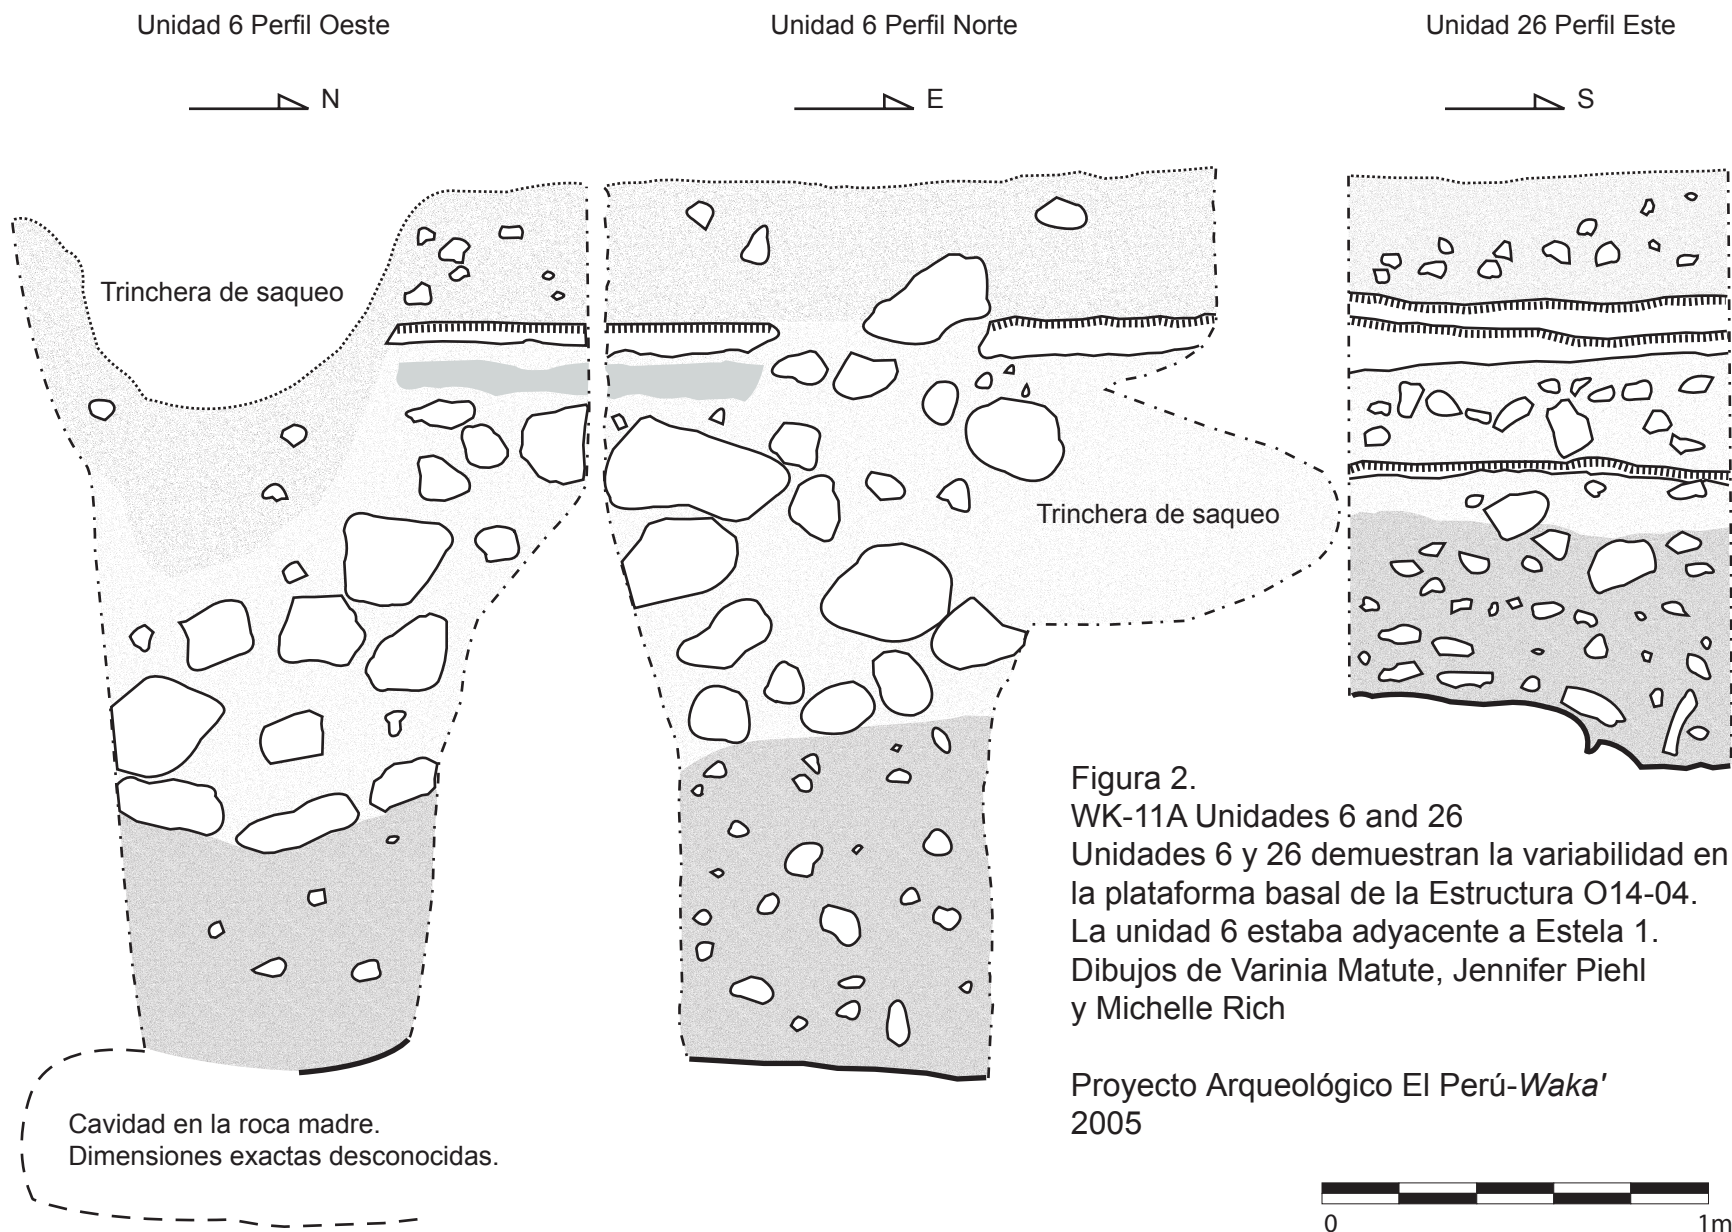 Unidad 6 Perfil Oeste
Unidad 6 Perfil Norte
Unidad 26 Perfil Este
N
E
S
Trinchera de saqueo
Trinchera de saqueo
Cavidad en la roca madre.
Dimensiones exactas desconocidas.
Figura 2.
WK-11A Unidades 6 and 26
Unidades 6 y 26 demuestran la variabilidad en
la plataforma basal de la Estructura O14-04.
La unidad 6 estaba adyacente a Estela 1.
Dibujos de Varinia Matute, Jennifer Piehl
y Michelle Rich
Proyecto Arqueológico El Perú-Waka'
2005
0 1m